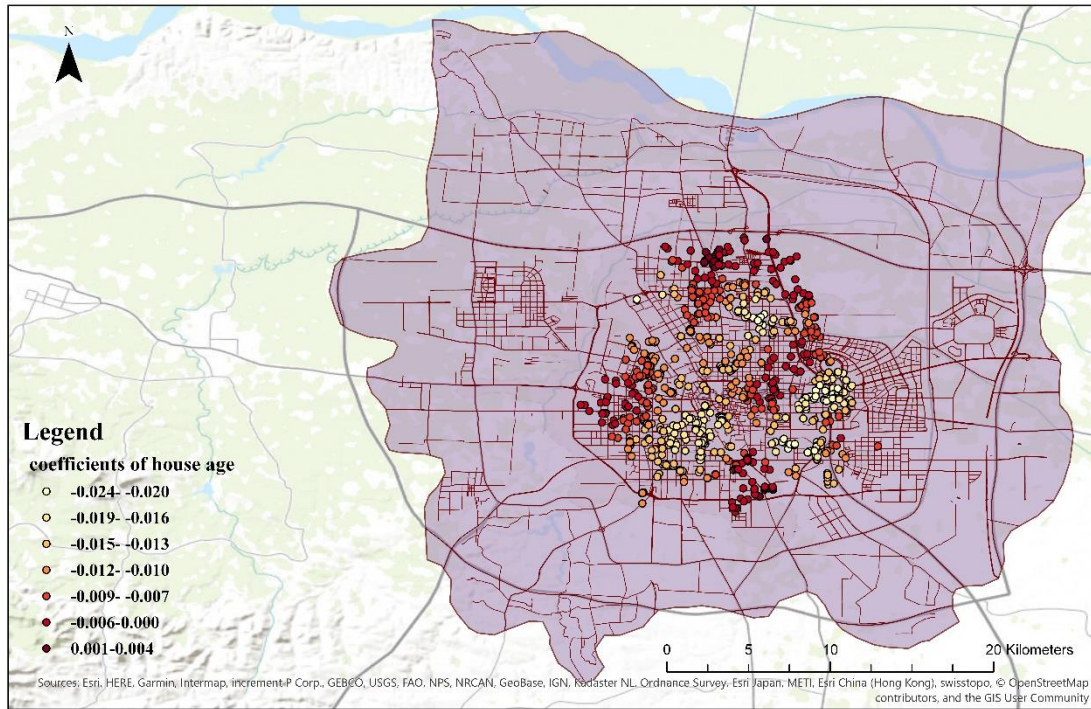 N
Legend
coefficients of house age
-0.024- -0.020
-0.019- -0.016
-0.015- -0.013
-0.012- -0.010
-0.009- -0.007
-0.006-0.000
0.001-0.004
0 5 10 20 Kilometers
Sources: Esri, HERE, Garmin, Intermap, increment P Corp., GEBCO, USGS, FAO, NPS, NRCAN, GeoBase, IGN, Kadaster NL, Ordnance Survey, Esri Japan, METI, Esri China (Hong Kong), swisstopo, © OpenStreetMap
contributors, and the GIS User Community